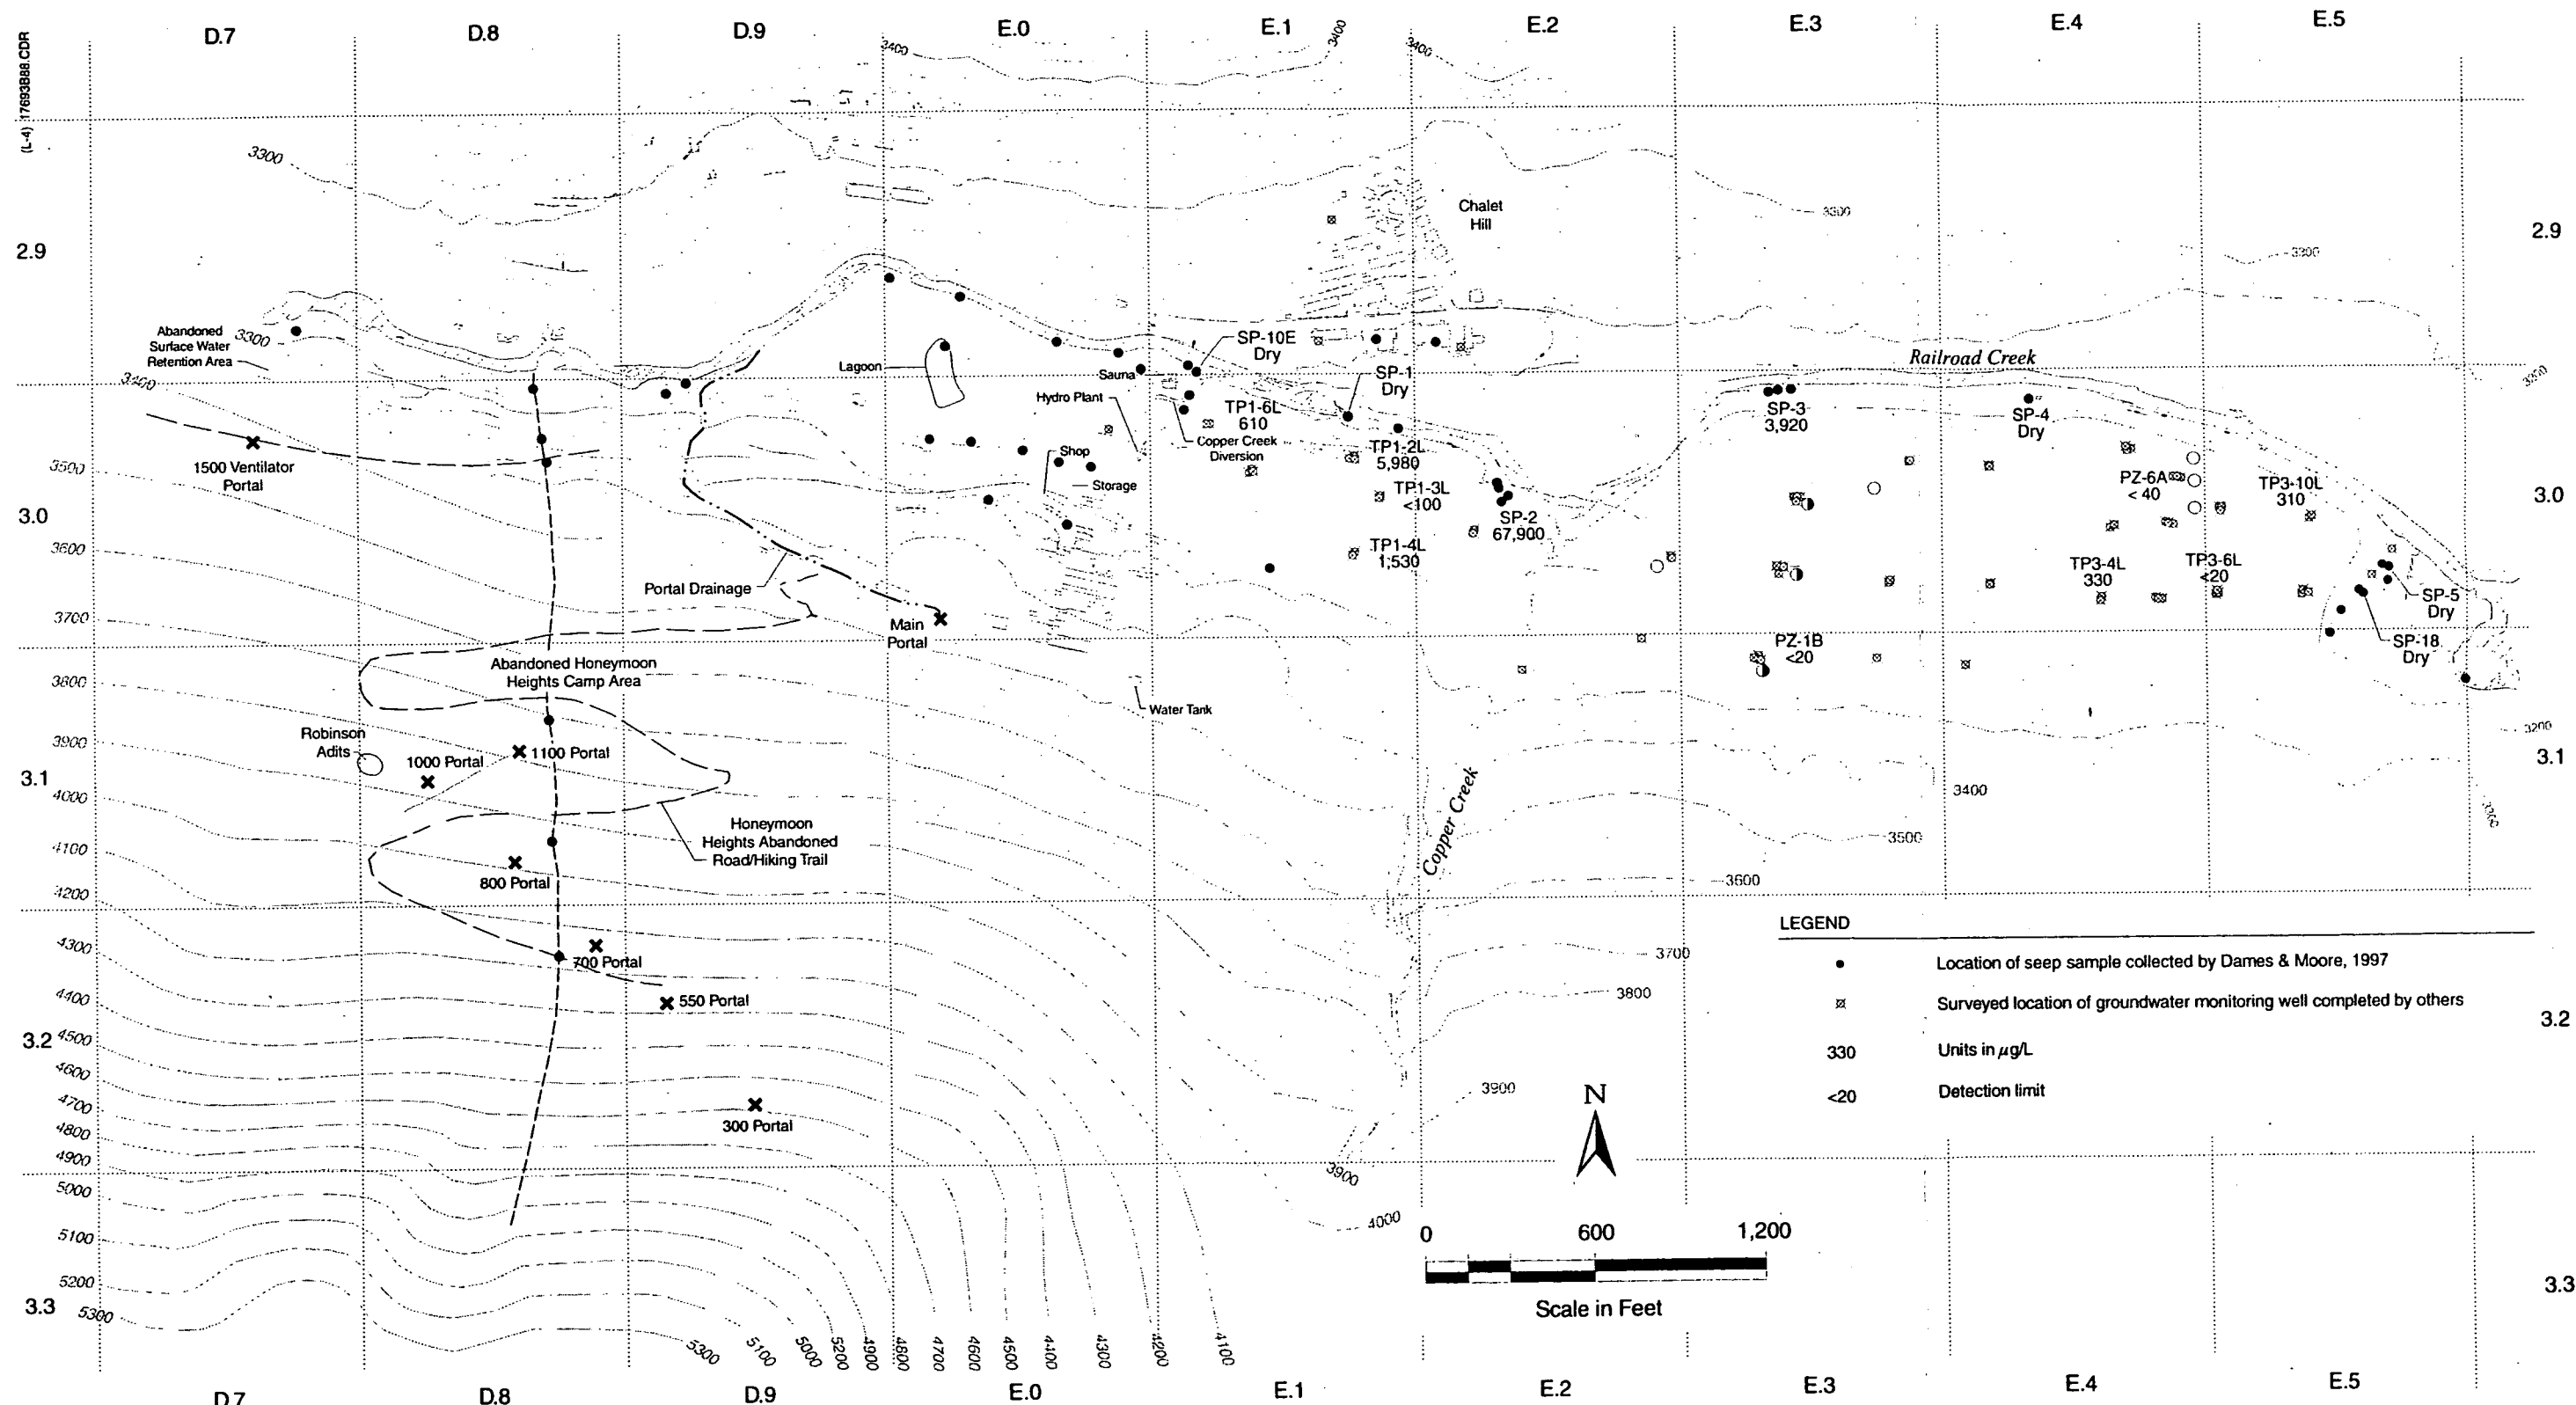 (L-4) 17693B88.CDR
D.7
D.8
D.9
E.0
E.1
E.2
E.3
E.4
E.5
3400
3400
3400
3300
Chalet
Hill
3300
3300
2.9
2.9
Abandoned
Surface Water
Retention Area
3300
3400
Lagoon
Sauna
SP-10E
Dry
SP-1
Dry
Railroad Creek
3200
Hydro Plant
TP1-6L
610
Copper Creek
Diversion
SP-3
3,920
SP-4
Dry
1500 Ventilator
Portal
3500
Shop
Storage
TP1-2L
5,980
TP1-3L
<100
PZ-6A
< 40
TP3-10L
310
3.0
3.0
SP-2
67,900
3600
TP1-4L
1,530
TP3-4L
330
TP3-6L
<20
SP-5
Dry
Portal Drainage
3700
Main
Portal
PZ-1B
<20
SP-18
Dry
Abandoned Honeymoon
Heights Camp Area
3800
Water Tank
3200
Robinson
Adits
3900
1000 Portal
1100 Portal
3.1
3.1
4000
3400
3300
Honeymoon
Heights Abandoned
Road/Hiking Trail
Copper Creek
3500
4100
800 Portal
3600
4200
LEGEND
4300
700 Portal
3700
Location of seep sample collected by Dames & Moore, 1997
4400
550 Portal
3800
Surveyed location of groundwater monitoring well completed by others
3.2
4500
3.2
330
Units in µg/L
4600
3900
<20
Detection limit
4700
N
300 Portal
4800
4900
3900
5000
4000
5100
0
600
1,200
5200
Scale in Feet
3.3
5300
3.3
5300
5100
5000
5200
4900
4800
4700
4600
4500
4400
4300
4200
4100
D.7
D.8
D.9
E.0
E.1
E.2
E.3
E.4
E.5